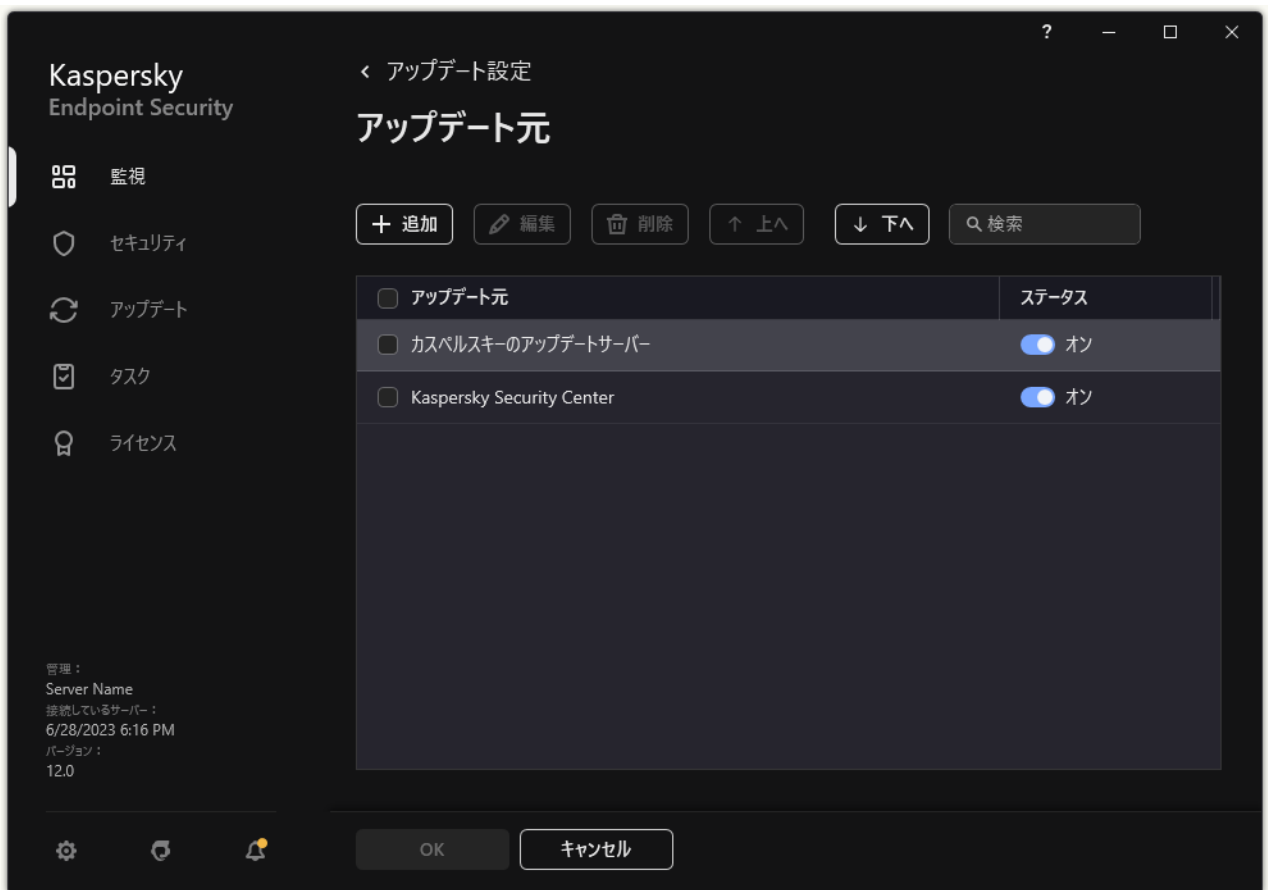 ?
Kaspersky
Endpoint Security
監視
セキュリティ
アップデート
タスク
ライセンス
管理：
Server Name
接続しているサーバー：
6/28/2023 6:16 PM
バージョン：
12.0
アップデート設定
アップデート元
追加 編集 削除 上へ 下へ 検索
アップデート元 ステータス
カスペルスキーのアップデートサーバー オン
Kaspersky Security Center オン
OK キャンセル